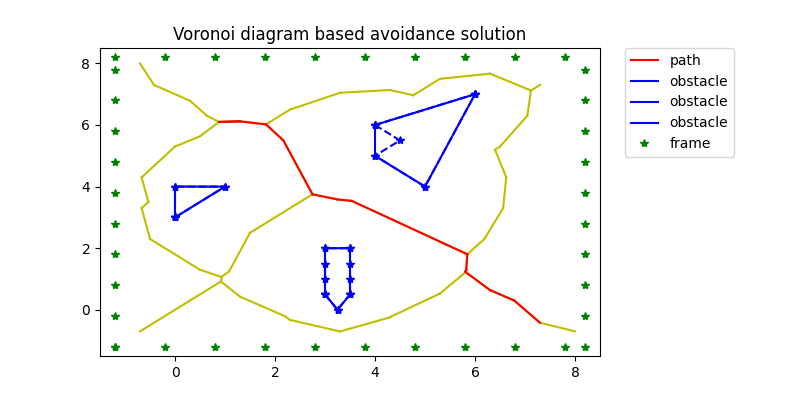 Voronoi diagram based avoidance solution
path
obstacle
obstacle
obstacle
frame
8
6
4
2
0
0 2 4 6 8